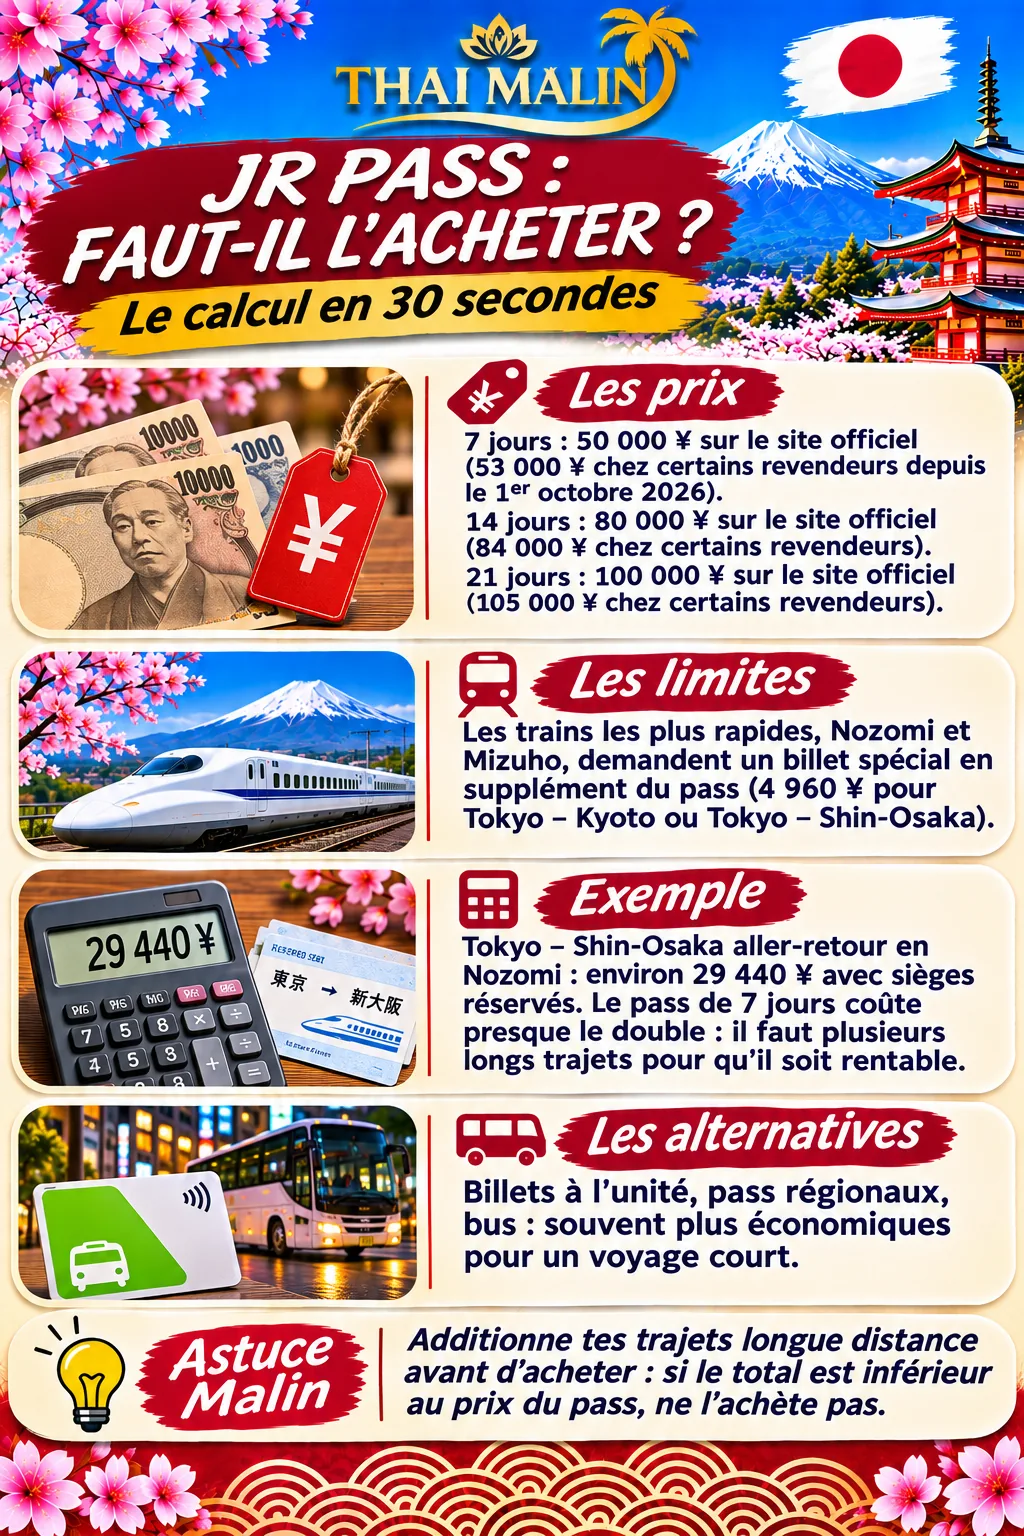 THAI MALIN
JR PASS :
FAUT-IL L'ACHETER ?
Le calcul en 30 secondes
10000
1000
10000
¥
¥
Les prix
7 jours : 50 000 ¥ sur le site officiel
(53 000 ¥ chez certains revendeurs depuis
le 1er octobre 2026).
14 jours : 80 000 ¥ sur le site officiel
(84 000 ¥ chez certains revendeurs).
21 jours : 100 000 ¥ sur le site officiel
(105 000 ¥ chez certains revendeurs).
Les limites
Les trains les plus rapides, Nozomi et
Mizuho, demandent un billet spécial en
supplément du pass (4 960 ¥ pour
Tokyo – Kyoto ou Tokyo – Shin-Osaka).
29 440 ¥
東京 → 新大阪
7 5 8 × ÷
4 5 8 + ÷
8 =
Exemple
Tokyo – Shin-Osaka aller-retour en
Nozomi : environ 29 440 ¥ avec sièges
réservés. Le pass de 7 jours coûte
presque le double : il faut plusieurs
longs trajets pour qu'il soit rentable.
Les alternatives
Billets à l'unité, pass régionaux,
bus : souvent plus économiques
pour un voyage court.
Astuce
Malin
Additionne tes trajets longue distance
avant d'acheter : si le total est inférieur
au prix du pass, ne l'achète pas.